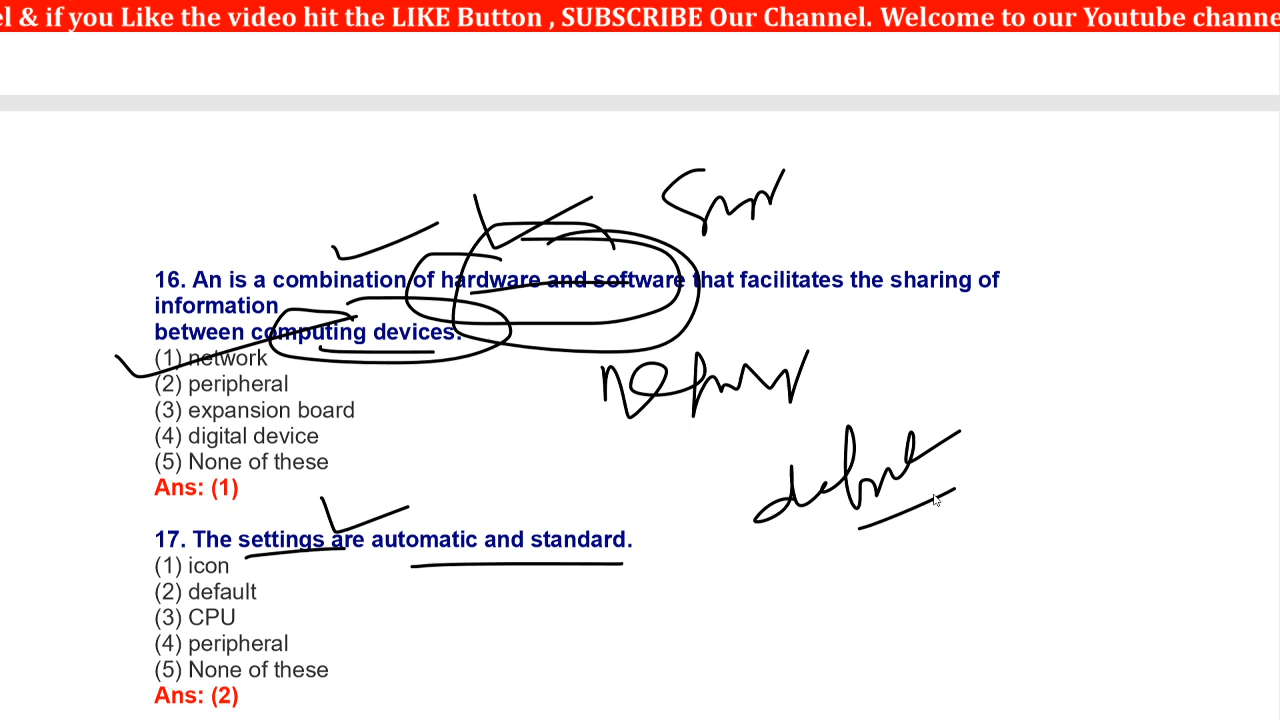 el & if you Like the video hit the LIKE Button , SUBSCRIBE Our Channel. Welcome to our Youtube channe
16. An is a combination of hardware and software that facilitates the sharing of
information
between computing devices.
(1) network
(2) peripheral
(3) expansion board
(4) digital device
(5) None of these
Ans: (1)
17. The settings are automatic and standard.
(1) icon
(2) default
(3) CPU
(4) peripheral
(5) None of these
Ans: (2)